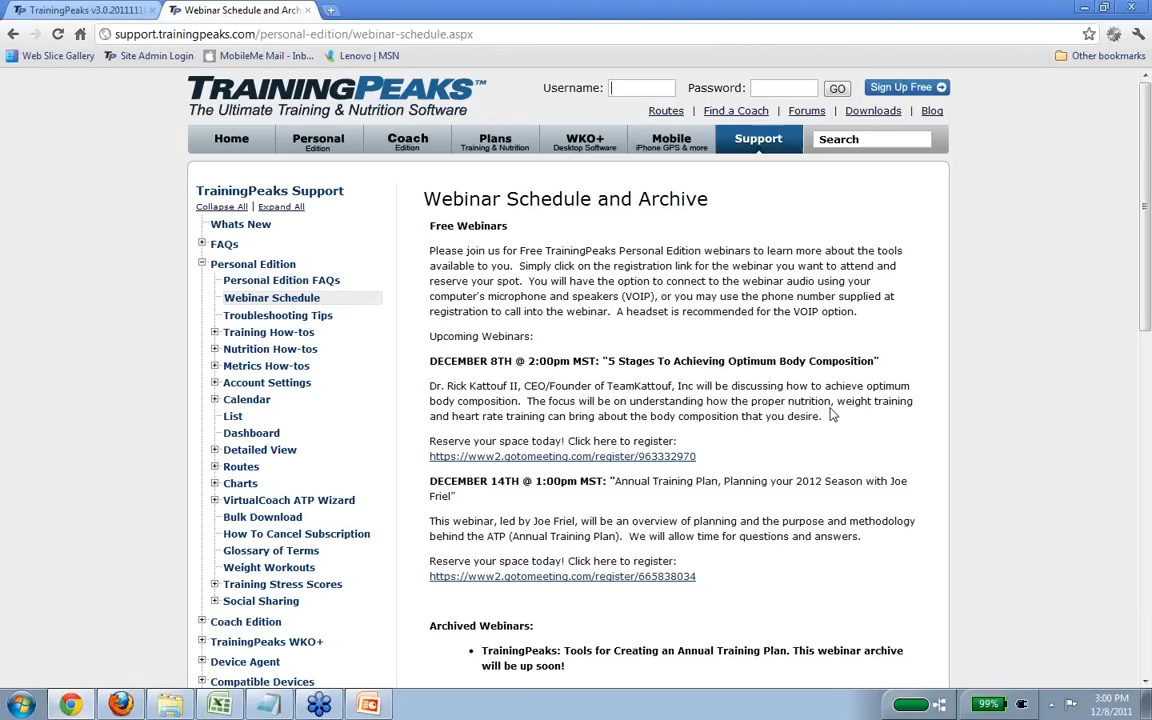 TrainingPeaks v3.0.2011111
Webinar Schedule and Arch
support.trainingpeaks.com/personal-edition/webinar-schedule.aspx
Web Slice Gallery
Site Admin Login
MobileMe Mail - Inb...
Lenovo | MSN
Other bookmarks
TRAININGPEAKS™
The Ultimate Training & Nutrition Software
Username:
Password:
GO
Sign Up Free
Routes | Find a Coach | Forums | Downloads | Blog
Home
Personal
Edition
Coach
Edition
Plans
Training & Nutrition
WKO+
Desktop Software
Mobile
iPhone GPS & more
Support
Search
TrainingPeaks Support
Collapse All | Expand All
Whats New
FAQs
Personal Edition
Personal Edition FAQs
Webinar Schedule
Troubleshooting Tips
Training How-tos
Nutrition How-tos
Metrics How-tos
Account Settings
Calendar
List
Dashboard
Detailed View
Routes
Charts
VirtualCoach ATP Wizard
Bulk Download
How To Cancel Subscription
Glossary of Terms
Weight Workouts
Training Stress Scores
Social Sharing
Coach Edition
TrainingPeaks WKO+
Device Agent
Compatible Devices
Webinar Schedule and Archive
Free Webinars
Please join us for Free TrainingPeaks Personal Edition webinars to learn more about the tools
available to you. Simply click on the registration link for the webinar you want to attend and
reserve your spot. You will have the option to connect to the webinar audio using your
computer's microphone and speakers (VOIP), or you may use the phone number supplied at
registration to call into the webinar. A headset is recommended for the VOIP option.
Upcoming Webinars:
DECEMBER 8TH @ 2:00pm MST: "5 Stages To Achieving Optimum Body Composition"
Dr. Rick Kattouf II, CEO/Founder of TeamKattouf, Inc will be discussing how to achieve optimum
body composition. The focus will be on understanding how the proper nutrition, weight training
and heart rate training can bring about the body composition that you desire.
Reserve your space today! Click here to register:
https://www2.gotomeeting.com/register/963332970
DECEMBER 14TH @ 1:00pm MST: "Annual Training Plan, Planning your 2012 Season with Joe
Friel”
This webinar, led by Joe Friel, will be an overview of planning and the purpose and methodology
behind the ATP (Annual Training Plan). We will allow time for questions and answers.
Reserve your space today! Click here to register:
https://www2.gotomeeting.com/register/665838034
Archived Webinars:
• TrainingPeaks: Tools for Creating an Annual Training Plan. This webinar archive
will be up soon!
99%
3:00 PM
12/8/2011